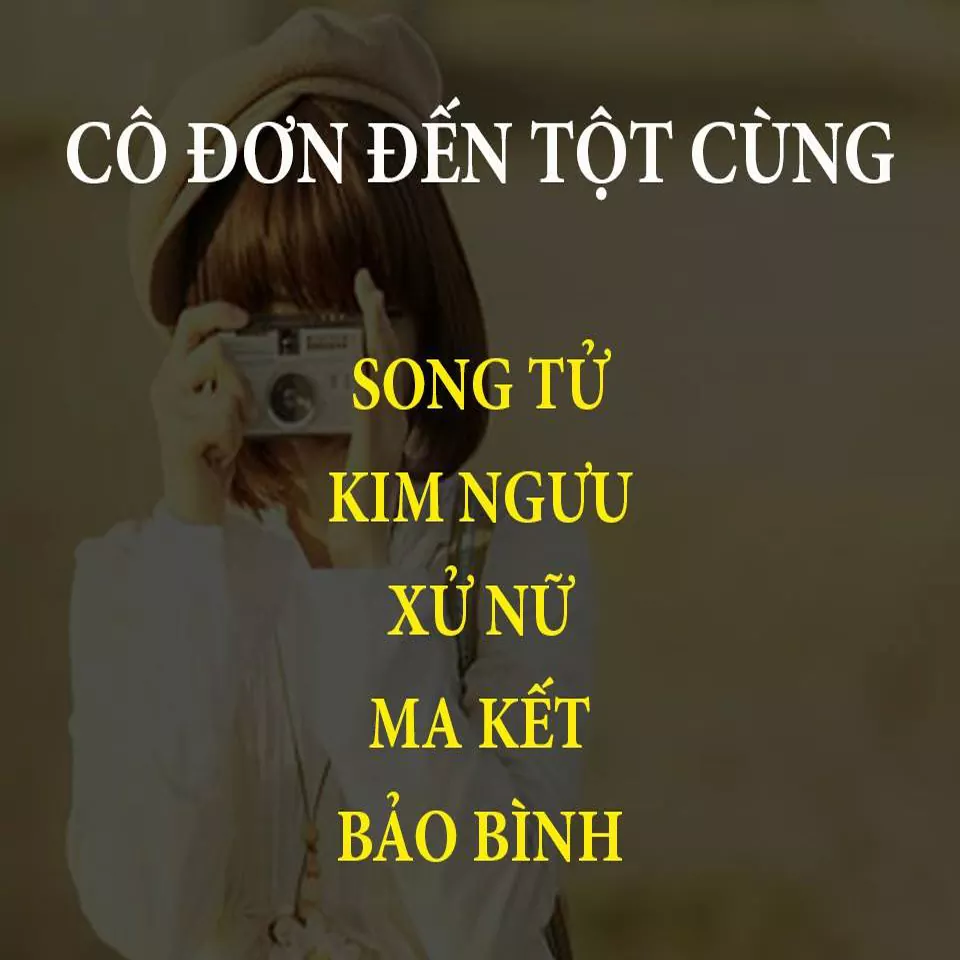 CÔ ĐƠN ĐẾN TỘT CÙNG
SONG TỬ
KIM NGƯU
XỬ NỮ
MA KẾT
BẢO BÌNH